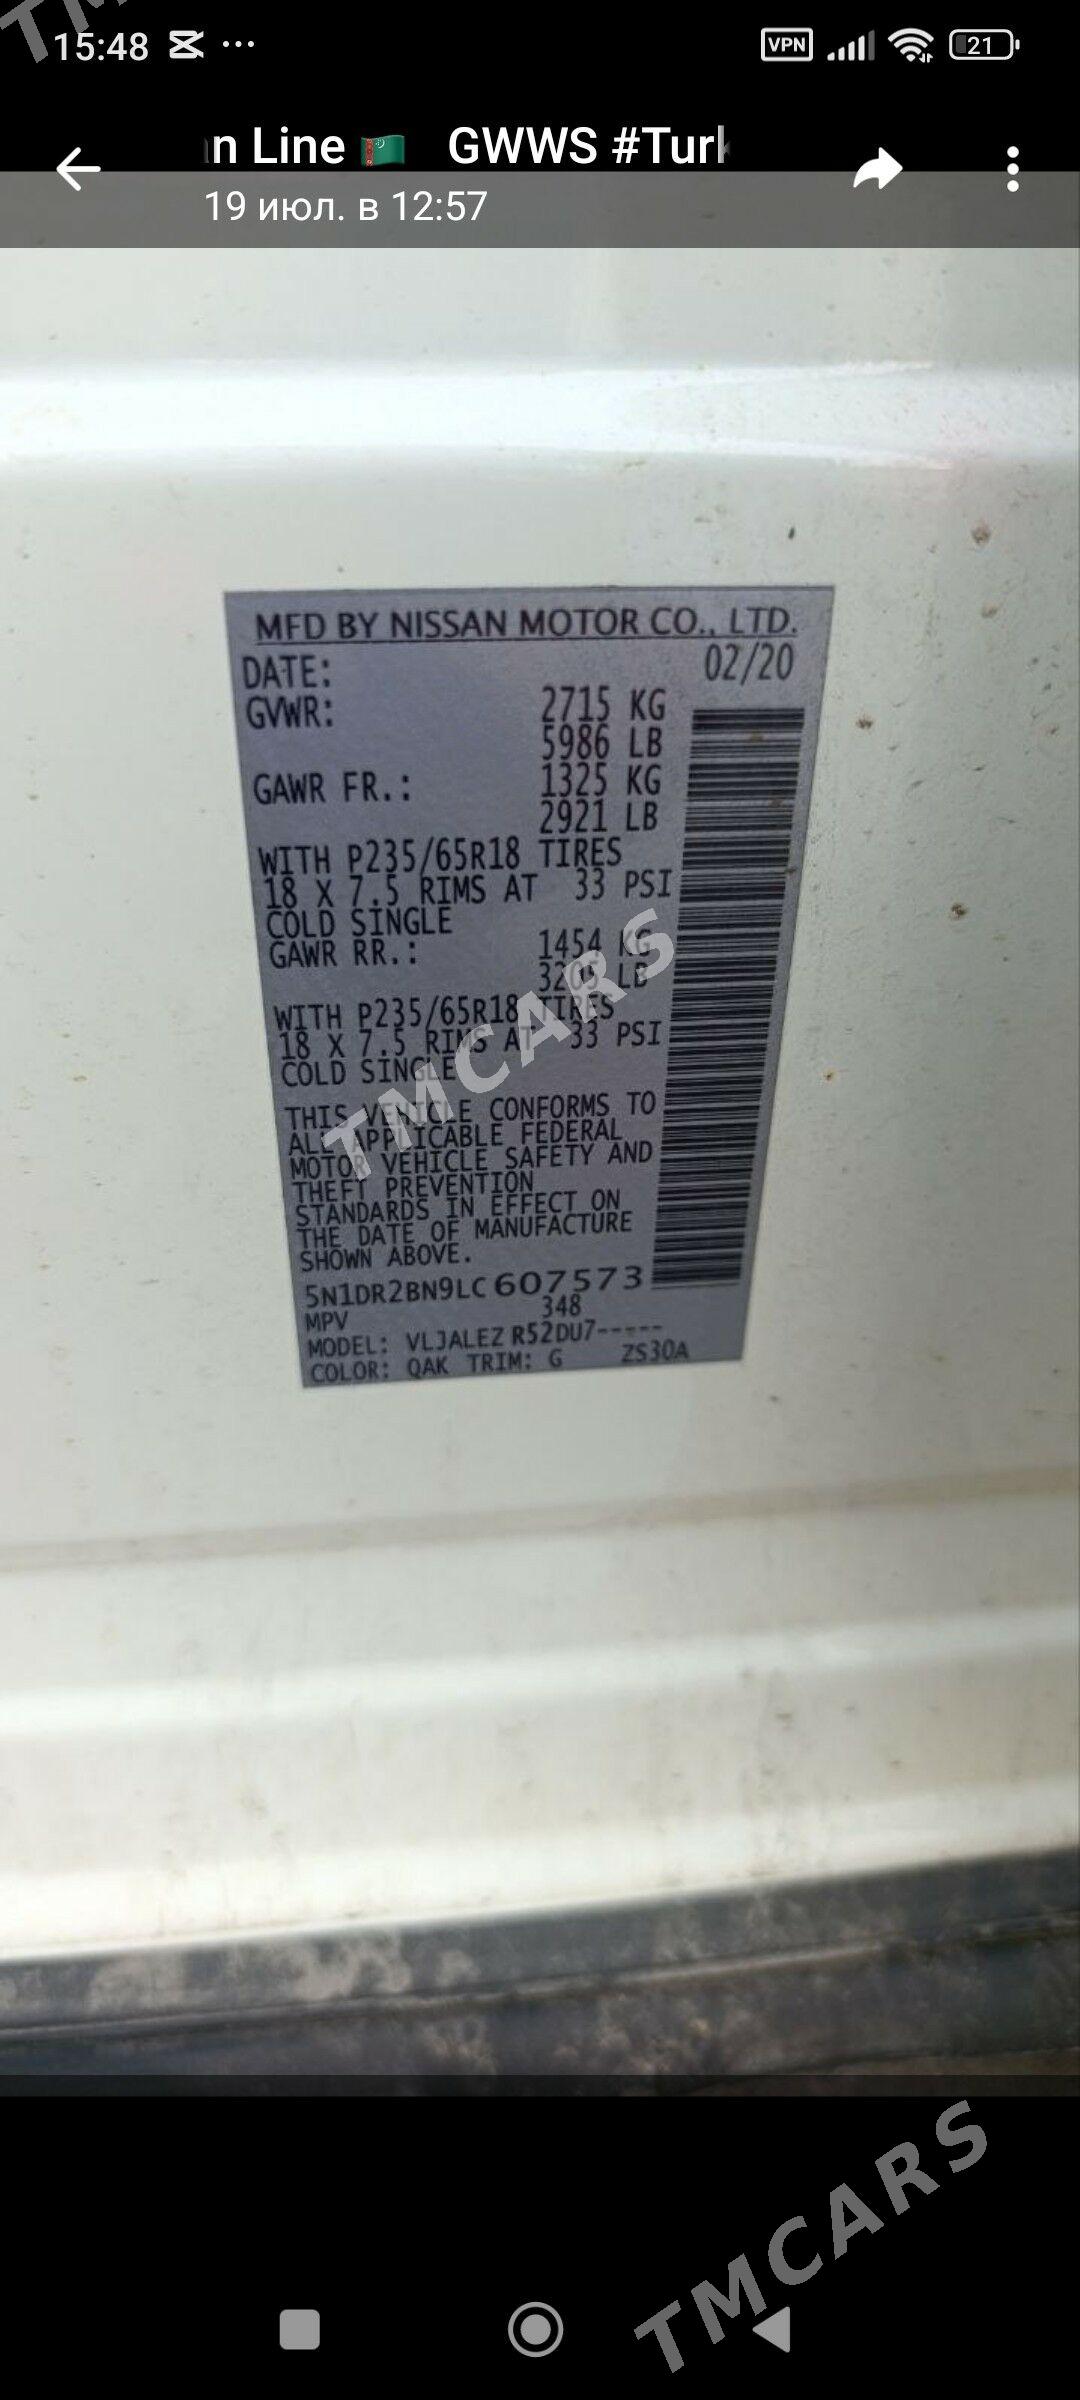 TM
15:48
VPN
21
n Line 🇹🇲 GWWS #Turk
19 июл. в 12:57
MFD BY NISSAN MOTOR CO., LTD.
DATE: 02/20
GVWR: 2715 KG
5986 LB
GAWR FR.: 1325 KG
2921 LB
WITH P235/65R18 TIRES
18 X 7.5 RIMS AT 33 PSI
COLD SINGLE
GAWR RR.: 1454 KG
3205 LB
WITH P235/65R18 TIRES
18 X 7.5 RIMS AT 33 PSI
COLD SINGLE
TMCARS
THIS VEHICLE CONFORMS TO
ALL APPLICABLE FEDERAL
MOTOR VEHICLE SAFETY AND
THEFT PREVENTION
STANDARDS IN EFFECT ON
THE DATE OF MANUFACTURE
SHOWN ABOVE.
5N1DR2BN9LC607573
MPV 348
MODEL: VLJALEZ R52DU7-----
COLOR: QAK TRIM: G ZS30A
TMCARS